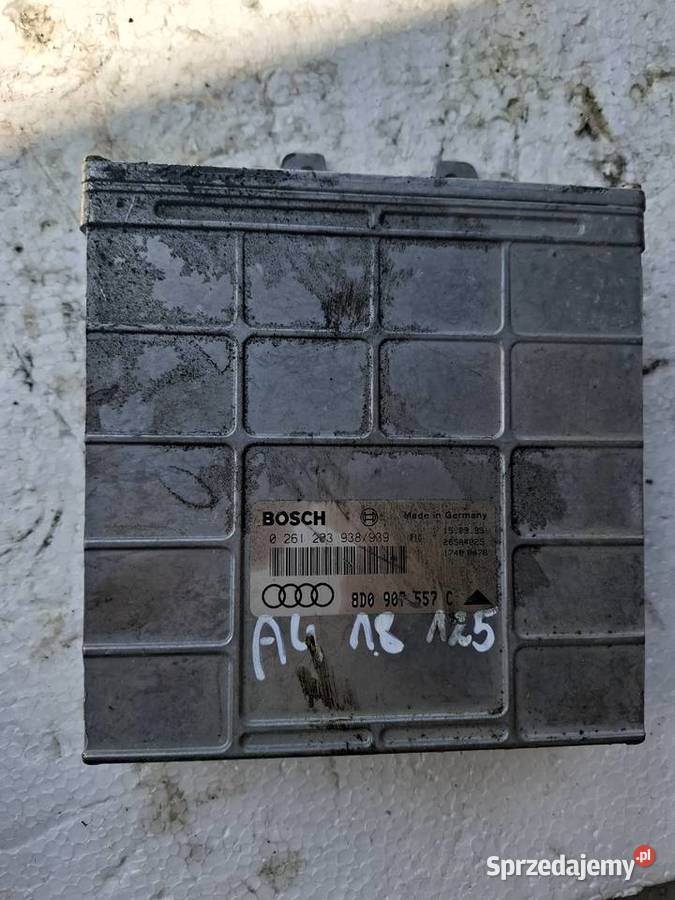 BOSCH Made in Germany
0 261 203 938/939
8D0 907 557 C
A4 1.8 125
Sprzedajemy.pl